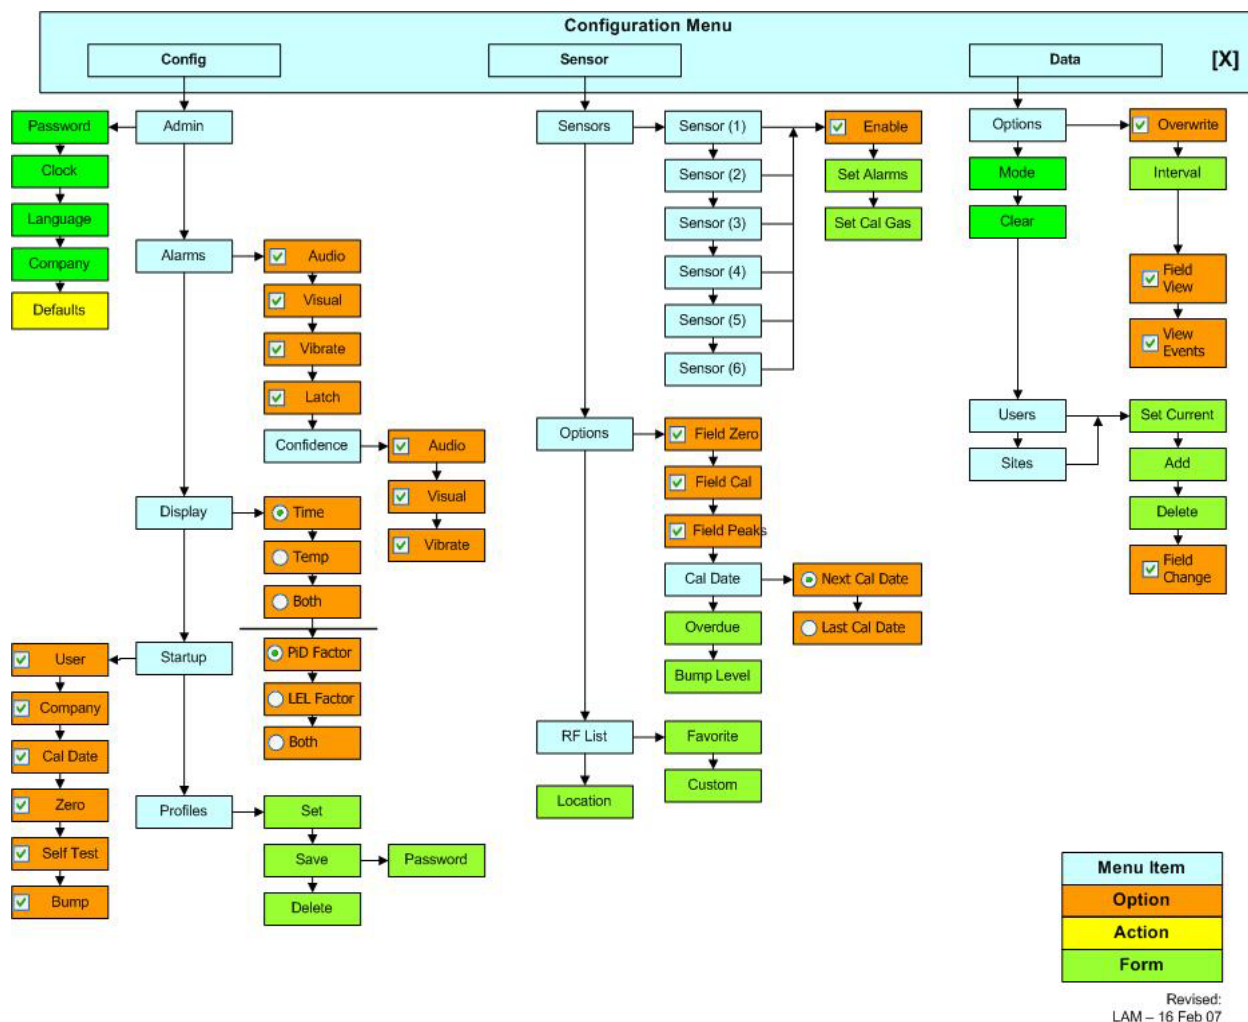 Configuration Menu
Config
Sensor
Data
[X]
Password
Admin
Clock
Language
Company
Defaults
Alarms
Audio
Visual
Vibrate
Latch
Confidence
Audio
Visual
Vibrate
Display
Time
Temp
Both
PiD Factor
LEL Factor
Both
Startup
User
Company
Cal Date
Zero
Self Test
Bump
Profiles
Set
Save
Password
Delete
Sensors
Sensor (1)
Sensor (2)
Sensor (3)
Sensor (4)
Sensor (5)
Sensor (6)
Enable
Set Alarms
Set Cal Gas
Options
Field Zero
Field Cal
Field Peaks
Cal Date
Next Cal Date
Last Cal Date
Overdue
Bump Level
RF List
Favorite
Custom
Location
Options
Overwrite
Mode
Interval
Clear
Field
View
View
Events
Users
Sites
Set Current
Add
Delete
Field
Change
Menu Item
Option
Action
Form
Revised:
LAM – 16 Feb 07